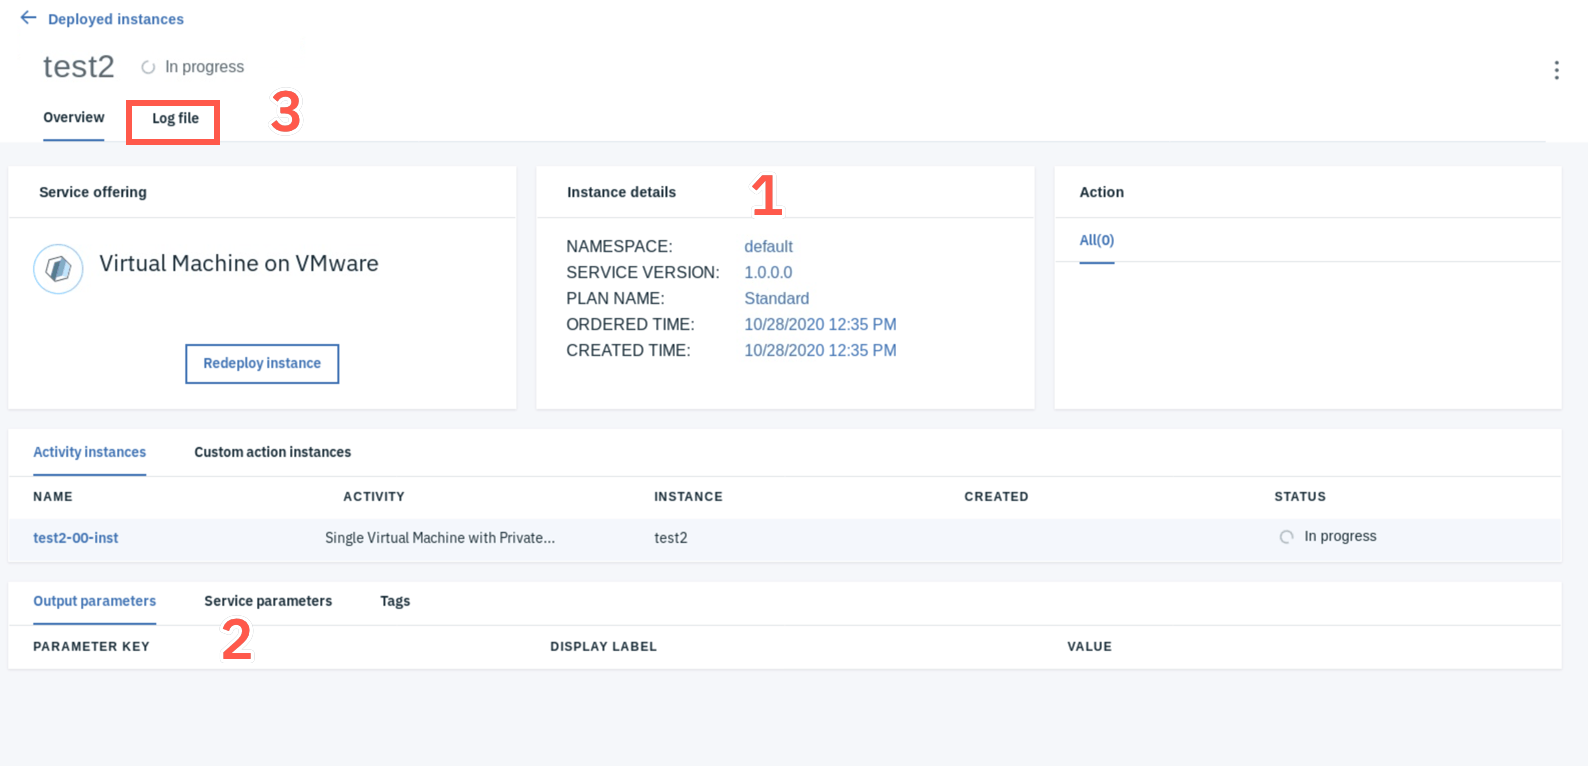 Deployed instances
test2 In progress
Overview Log file 3
Service offering
Virtual Machine on VMware
Redeploy instance
Instance details 1
NAMESPACE: default
SERVICE VERSION: 1.0.0.0
PLAN NAME: Standard
ORDERED TIME: 10/28/2020 12:35 PM
CREATED TIME: 10/28/2020 12:35 PM
Action
All(0)
Activity instances Custom action instances
NAME ACTIVITY INSTANCE CREATED STATUS
test2-00-inst Single Virtual Machine with Private... test2 In progress
Output parameters Service parameters Tags
2
PARAMETER KEY DISPLAY LABEL VALUE